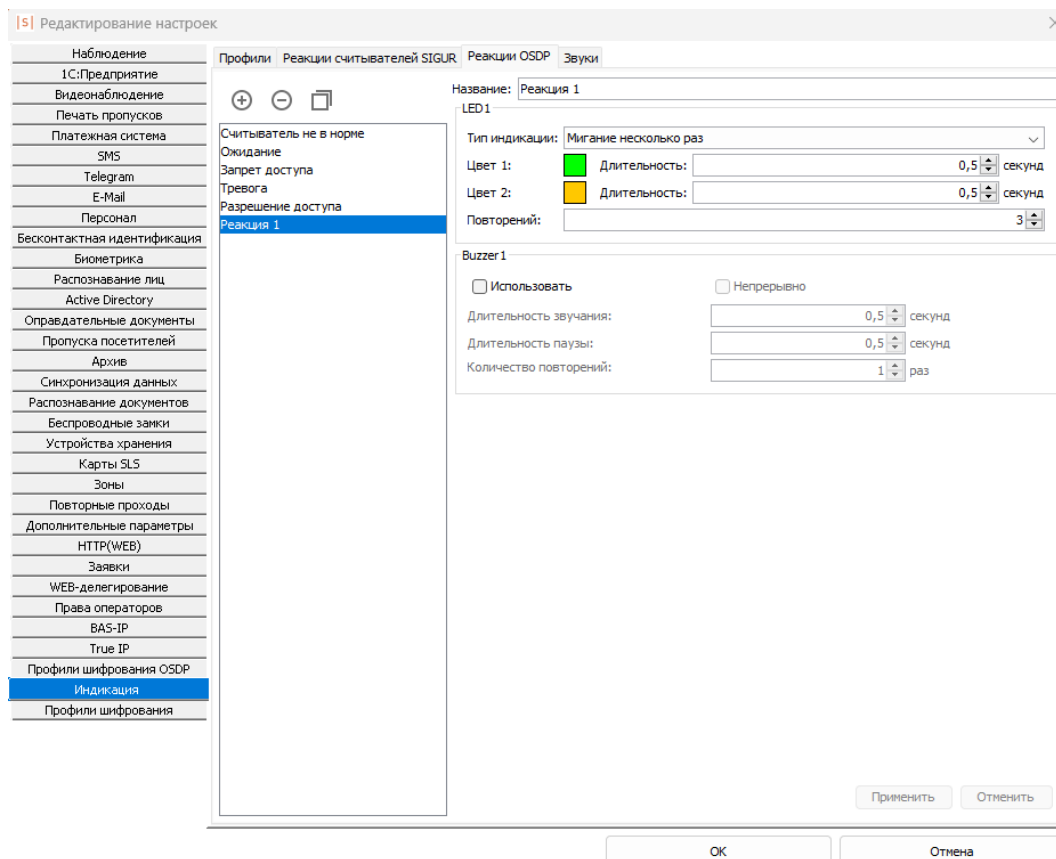 |S| Редактирование настроек
Наблюдение
1С:Предприятие
Видеонаблюдение
Печать пропусков
Платежная система
SMS
Telegram
E-Mail
Персонал
Бесконтактная идентификация
Биометрика
Распознавание лиц
Active Directory
Оправдательные документы
Пропуска посетителей
Архив
Синхронизация данных
Распознавание документов
Беспроводные замки
Устройства хранения
Карты SLS
Зоны
Повторные проходы
Дополнительные параметры
HTTP(WEB)
Заявки
WEB-делегирование
Права операторов
BAS-IP
True IP
Профили шифрования OSDP
Индикация
Профили шифрования
Профили Реакции считывателей SIGUR Реакции OSDP Звуки
Считыватель не в норме
Ожидание
Запрет доступа
Тревога
Разрешение доступа
Реакция 1
Название: Реакция 1
LED1
Тип индикации: Мигание несколько раз
Цвет 1: Длительность: 0,5 секунд
Цвет 2: Длительность: 0,5 секунд
Повторений: 3
Buzzer1
Использовать Непрерывно
Длительность звучания: 0,5 секунд
Длительность паузы: 0,5 секунд
Количество повторений: 1 раз
Применить Отменить
ОК Отмена